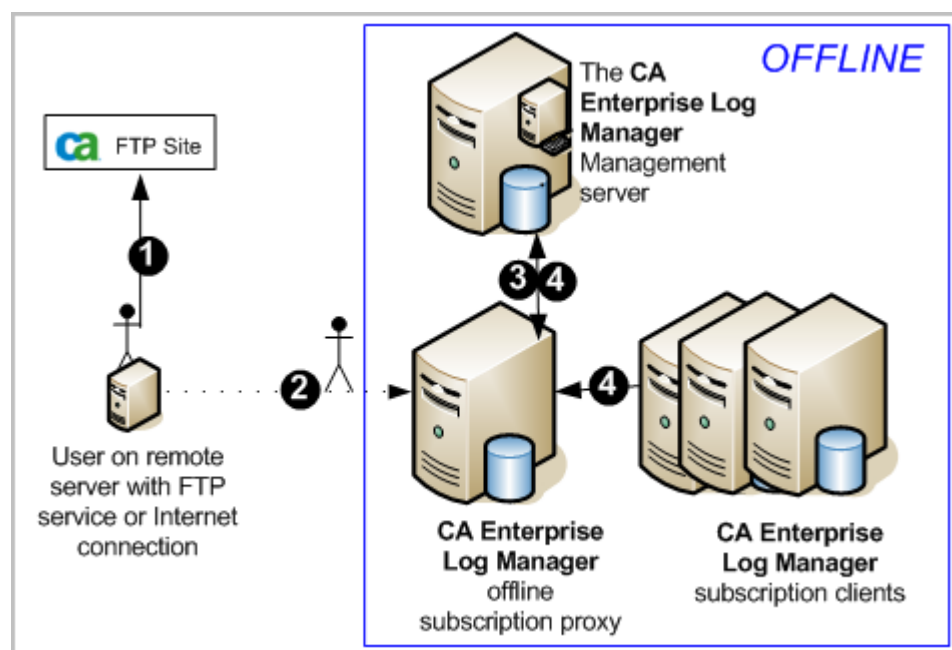 OFFLINE
The CA
Enterprise Log
Manager
Management
server
ca FTP Site
1
3 4
2
4
User on remote
server with FTP
service or Internet
connection
CA Enterprise
Log Manager
offline
subscription proxy
CA Enterprise
Log Manager
subscription clients